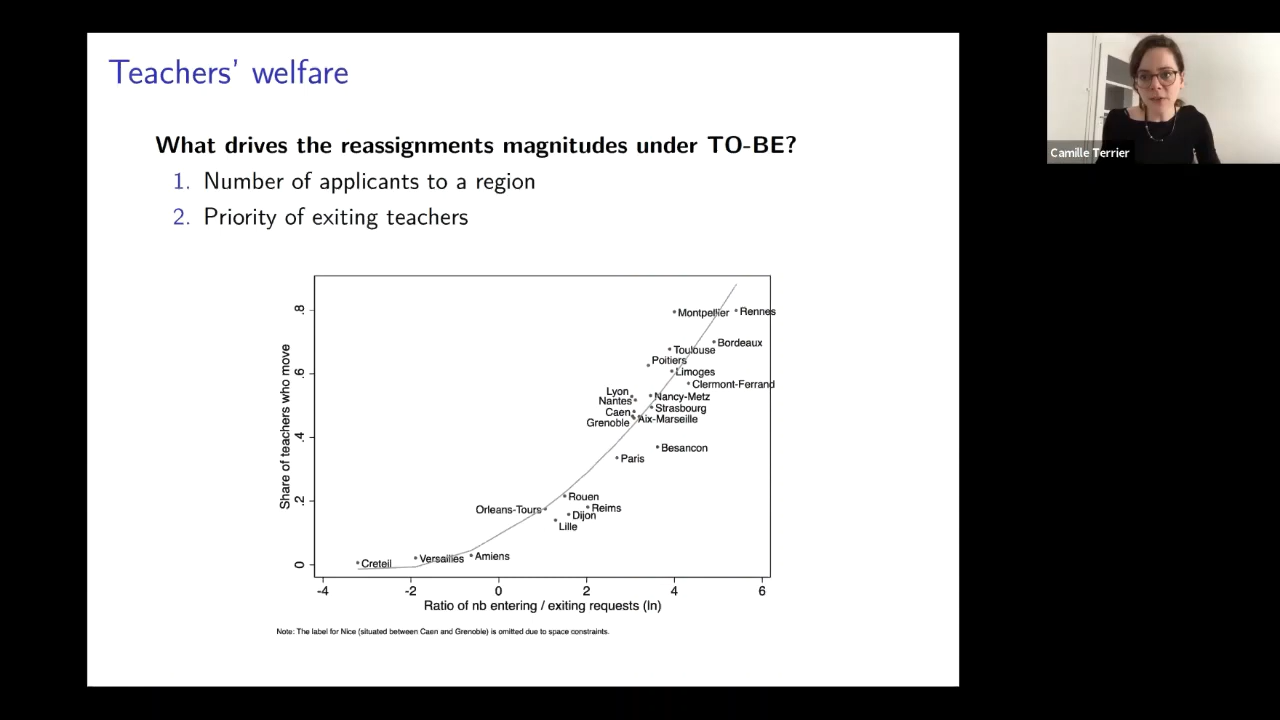 Teachers' welfare
What drives the reassignments magnitudes under TO-BE?
1. Number of applicants to a region
2. Priority of exiting teachers
Camille Terrier
Share of teachers who move
.8
.6
.4
.2
0
Montpellier
Rennes
Bordeaux
Toulouse
Poitiers
Limoges
Clermont-Ferrand
Lyon
Nancy-Metz
Nantes
Strasbourg
Caen
Aix-Marseille
Grenoble
Besancon
Paris
Rouen
Reims
Orleans-Tours
Dijon
Lille
Amiens
Versailles
Creteil
-4 -2 0 2 4 6
Ratio of nb entering / exiting requests (ln)
Note: The label for Nice (situated between Caen and Grenoble) is omitted due to space constraints.